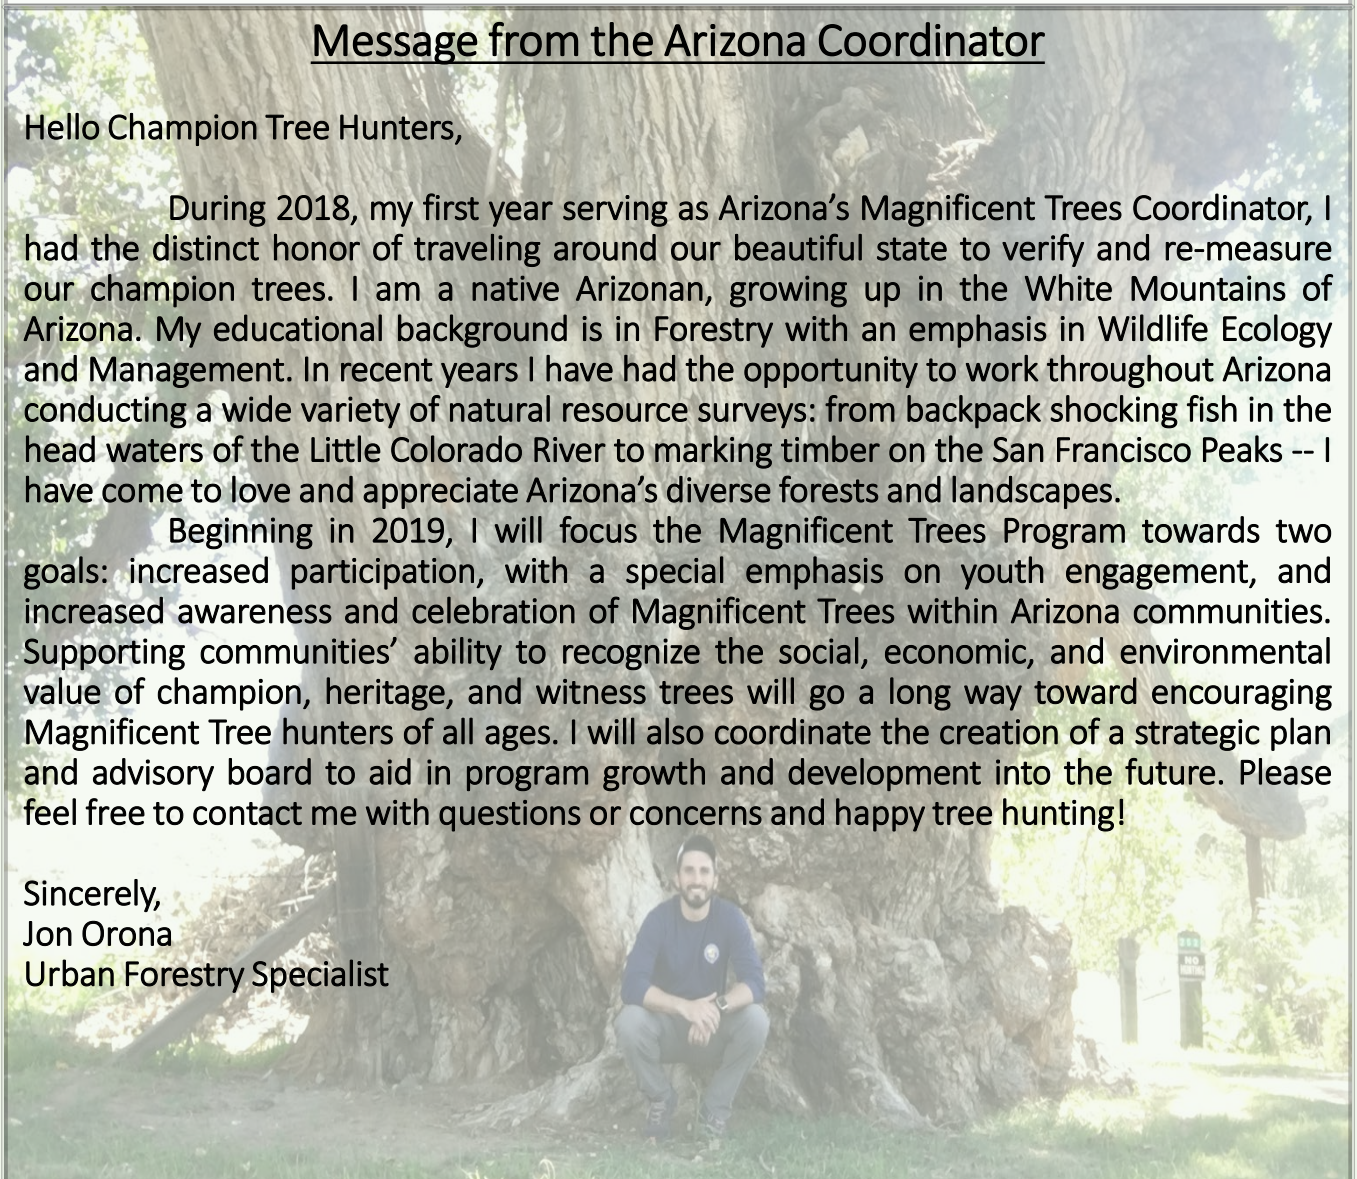 Message from the Arizona Coordinator
Hello Champion Tree Hunters,
During 2018, my first year serving as Arizona’s Magnificent Trees Coordinator, I
had the distinct honor of traveling around our beautiful state to verify and re-measure
our champion trees. I am a native Arizonan, growing up in the White Mountains of
Arizona. My educational background is in Forestry with an emphasis in Wildlife Ecology
and Management. In recent years I have had the opportunity to work throughout Arizona
conducting a wide variety of natural resource surveys: from backpack shocking fish in the
head waters of the Little Colorado River to marking timber on the San Francisco Peaks -- I
have come to love and appreciate Arizona’s diverse forests and landscapes.
Beginning in 2019, I will focus the Magnificent Trees Program towards two
goals: increased participation, with a special emphasis on youth engagement, and
increased awareness and celebration of Magnificent Trees within Arizona communities.
Supporting communities’ ability to recognize the social, economic, and environmental
value of champion, heritage, and witness trees will go a long way toward encouraging
Magnificent Tree hunters of all ages. I will also coordinate the creation of a strategic plan
and advisory board to aid in program growth and development into the future. Please
feel free to contact me with questions or concerns and happy tree hunting!
Sincerely,
Jon Orona
Urban Forestry Specialist
NO
HUNTING